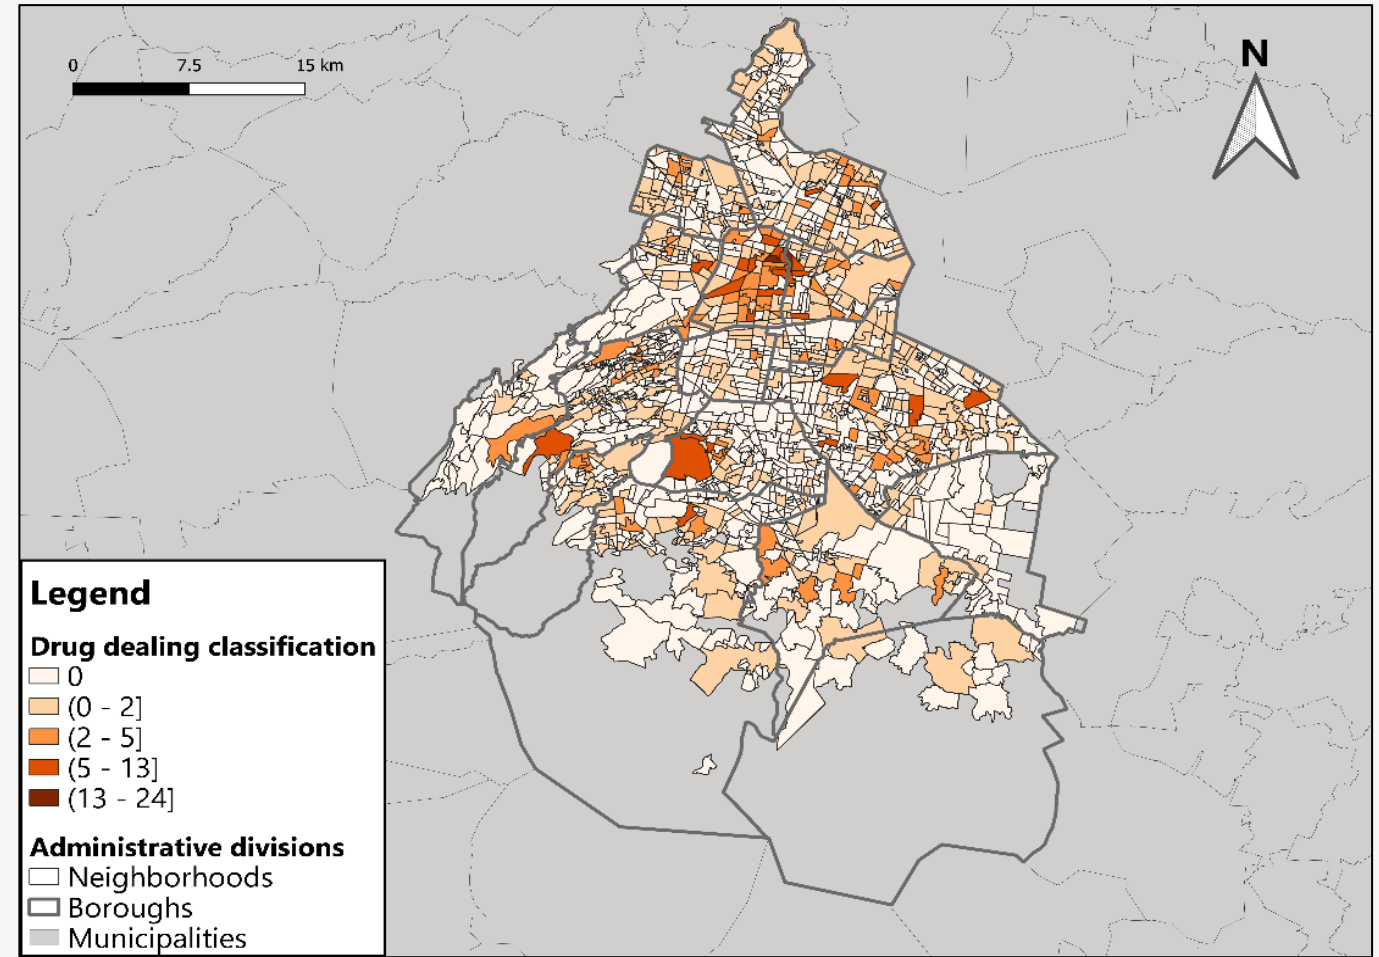 0 7.5 15 km
N
Legend
Drug dealing classification
0
(0 - 2]
(2 - 5]
(5 - 13]
(13 - 24]
Administrative divisions
Neighborhoods
Boroughs
Municipalities